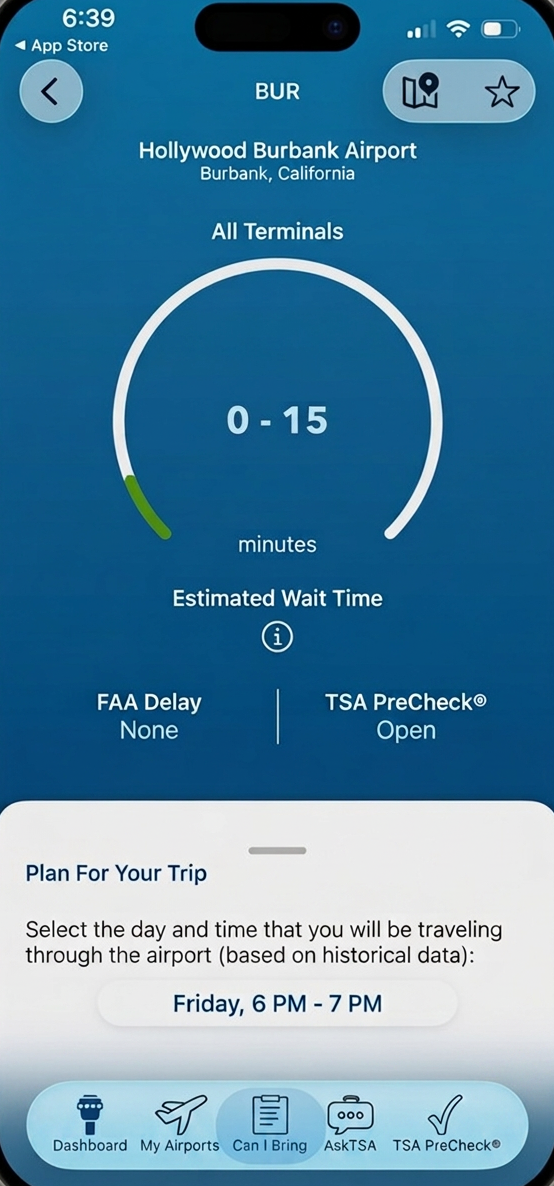 6:39
◀ App Store
BUR
Hollywood Burbank Airport
Burbank, California
All Terminals
0 - 15
minutes
Estimated Wait Time
i
FAA Delay
None
TSA PreCheck®
Open
Plan For Your Trip
Select the day and time that you will be traveling
through the airport (based on historical data):
Friday, 6 PM - 7 PM
Dashboard
My Airports
Can I Bring
AskTSA
TSA PreCheck®